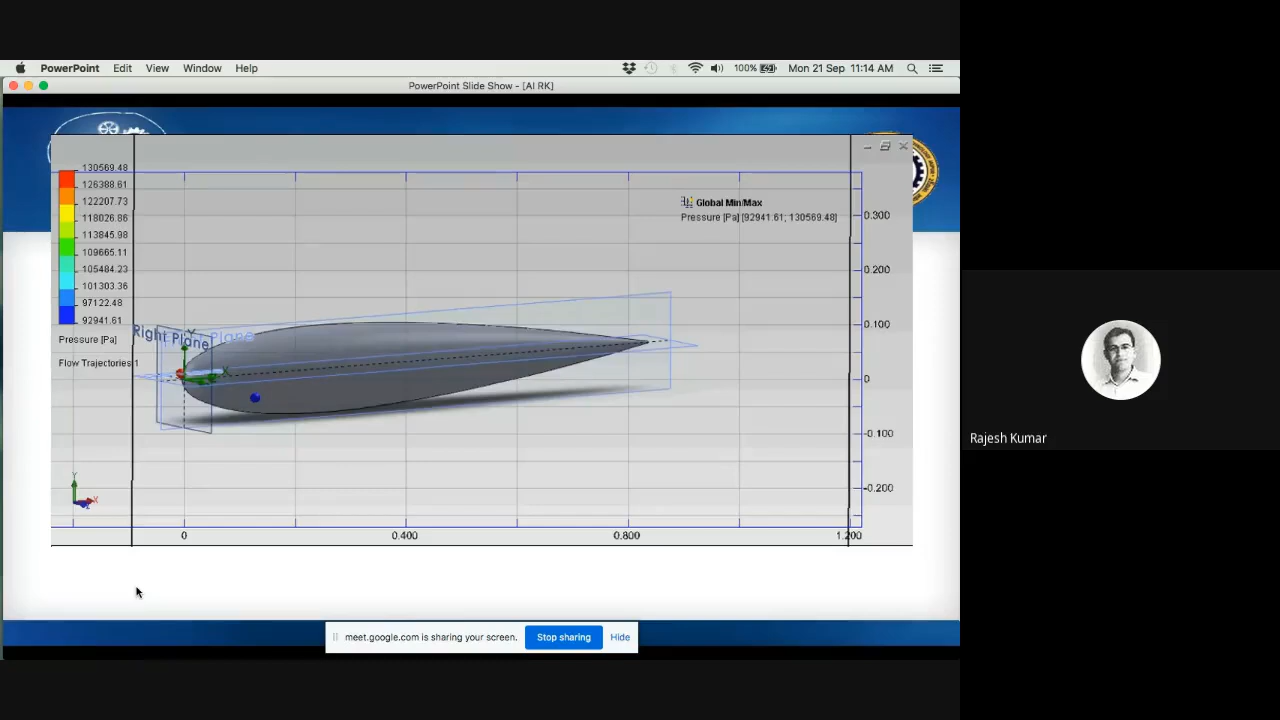 PowerPoint Edit View Window Help 100% Mon 21 Sep 11:14 AM
PowerPoint Slide Show - [AI RK]
130569.48
126388.61
122207.73
118026.86
113845.98
109665.11
105484.23
101303.36
97122.48
92941.61
Pressure [Pa]
Flow Trajectories 1
Global Min/Max
Pressure [Pa] [92941.61; 130569.48]
Right Plane
Plane
Y
X
0.300
0.200
0.100
0
-0.100
-0.200
Y
X
0 0.400 0.800 1.200
meet.google.com is sharing your screen. Stop sharing Hide
Rajesh Kumar